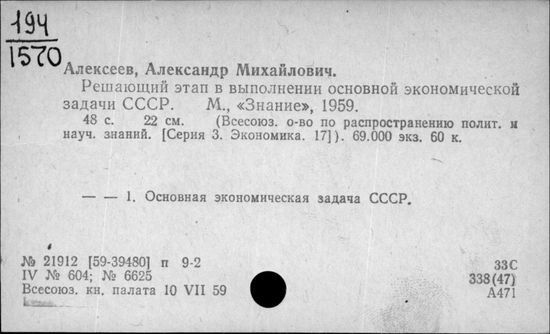 194
1570
Алексеев, Александр Михайлович.
Решающий этап в выполнении основной экономической
задачи СССР. М., «Знание», 1959.
48 с. 22 см. (Всесоюз. о-во по распространению полит. и
науч. знаний. [Серия 3. Экономика. 17]). 69.000 экз. 60 к.
— — 1. Основная экономическая задача СССР.
№ 21912 [59-39480] п 9-2
IV № 604; № 6625
Всесоюз. кн. палата 10 VII 59
33С
338(47)
А471